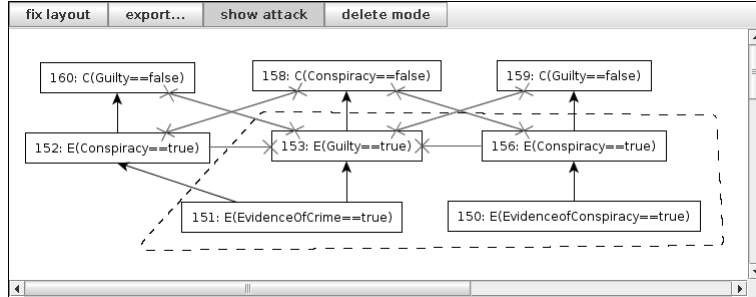 fix layout export... show attack delete mode
160: C(Guilty==false) 158: C(Conspiracy==false) 159: C(Guilty==false)
152: E(Conspiracy==true) 153: E(Guilty==true) 156: E(Conspiracy==true)
151: E(EvidenceOfCrime==true) 150: E(EvidenceofConspiracy==true)